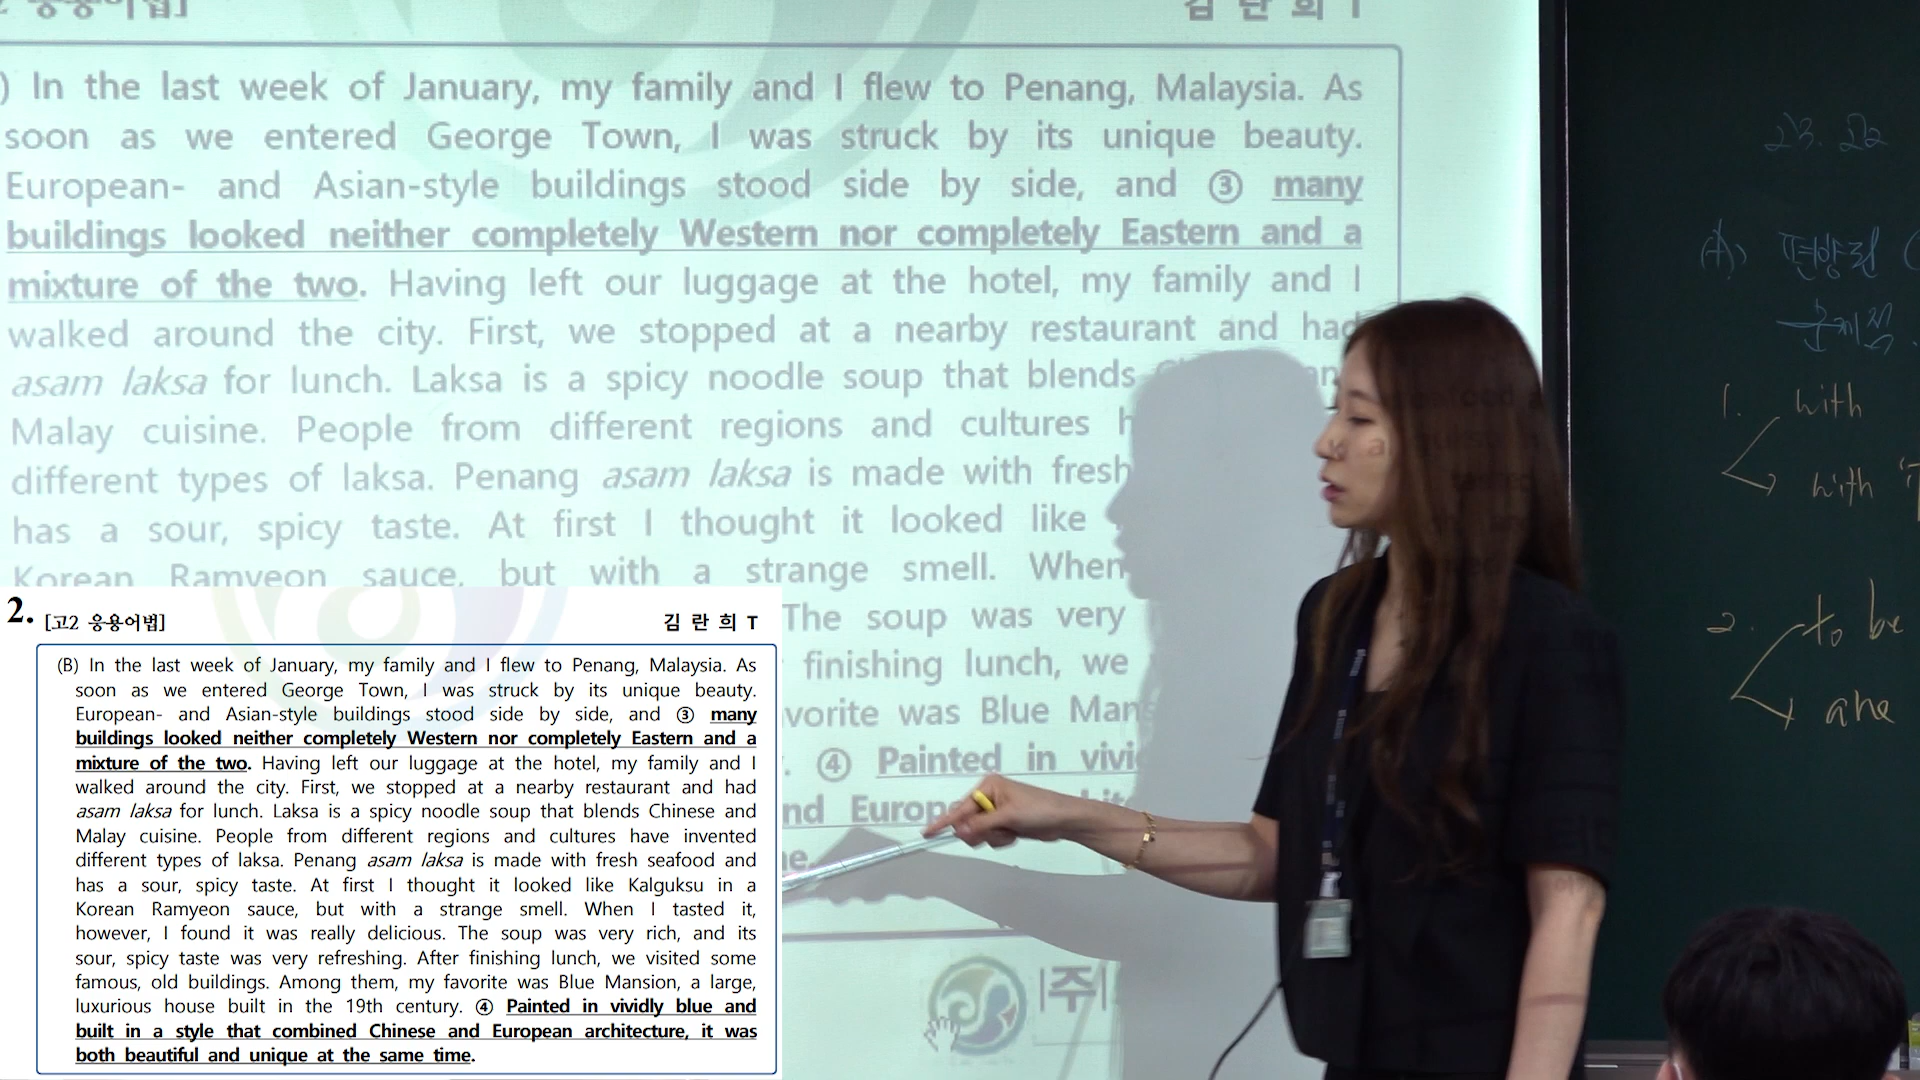 응용어법]
김 란 희 T
) In the last week of January, my family and I flew to Penang, Malaysia. As
soon as we entered George Town, I was struck by its unique beauty.
European- and Asian-style buildings stood side by side, and ③ many
buildings looked neither completely Western nor completely Eastern and a
mixture of the two. Having left our luggage at the hotel, my family and I
walked around the city. First, we stopped at a nearby restaurant and had
asam laksa for lunch. Laksa is a spicy noodle soup that blends
Malay cuisine. People from different regions and cultures
different types of laksa. Penang asam laksa is made with fresh
has a sour, spicy taste. At first I thought it looked like
Korean Ramyeon sauce, but with a strange smell. When
The soup was very
finishing lunch, we
vorite was Blue Man
④ Painted in vivi
nd Europ
ne.
|주|
2. [고2 응용어법]
김 란 희 T
(B) In the last week of January, my family and I flew to Penang, Malaysia. As
soon as we entered George Town, I was struck by its unique beauty.
European- and Asian-style buildings stood side by side, and ③ many
buildings looked neither completely Western nor completely Eastern and a
mixture of the two. Having left our luggage at the hotel, my family and I
walked around the city. First, we stopped at a nearby restaurant and had
asam laksa for lunch. Laksa is a spicy noodle soup that blends Chinese and
Malay cuisine. People from different regions and cultures have invented
different types of laksa. Penang asam laksa is made with fresh seafood and
has a sour, spicy taste. At first I thought it looked like Kalguksu in a
Korean Ramyeon sauce, but with a strange smell. When I tasted it,
however, I found it was really delicious. The soup was very rich, and its
sour, spicy taste was very refreshing. After finishing lunch, we visited some
famous, old buildings. Among them, my favorite was Blue Mansion, a large,
luxurious house built in the 19th century. ④ Painted in vividly blue and
built in a style that combined Chinese and European architecture, it was
both beautiful and unique at the same time.
23. 고2
(A) 편향된 (
문제점
1. with
with
2. to be
are